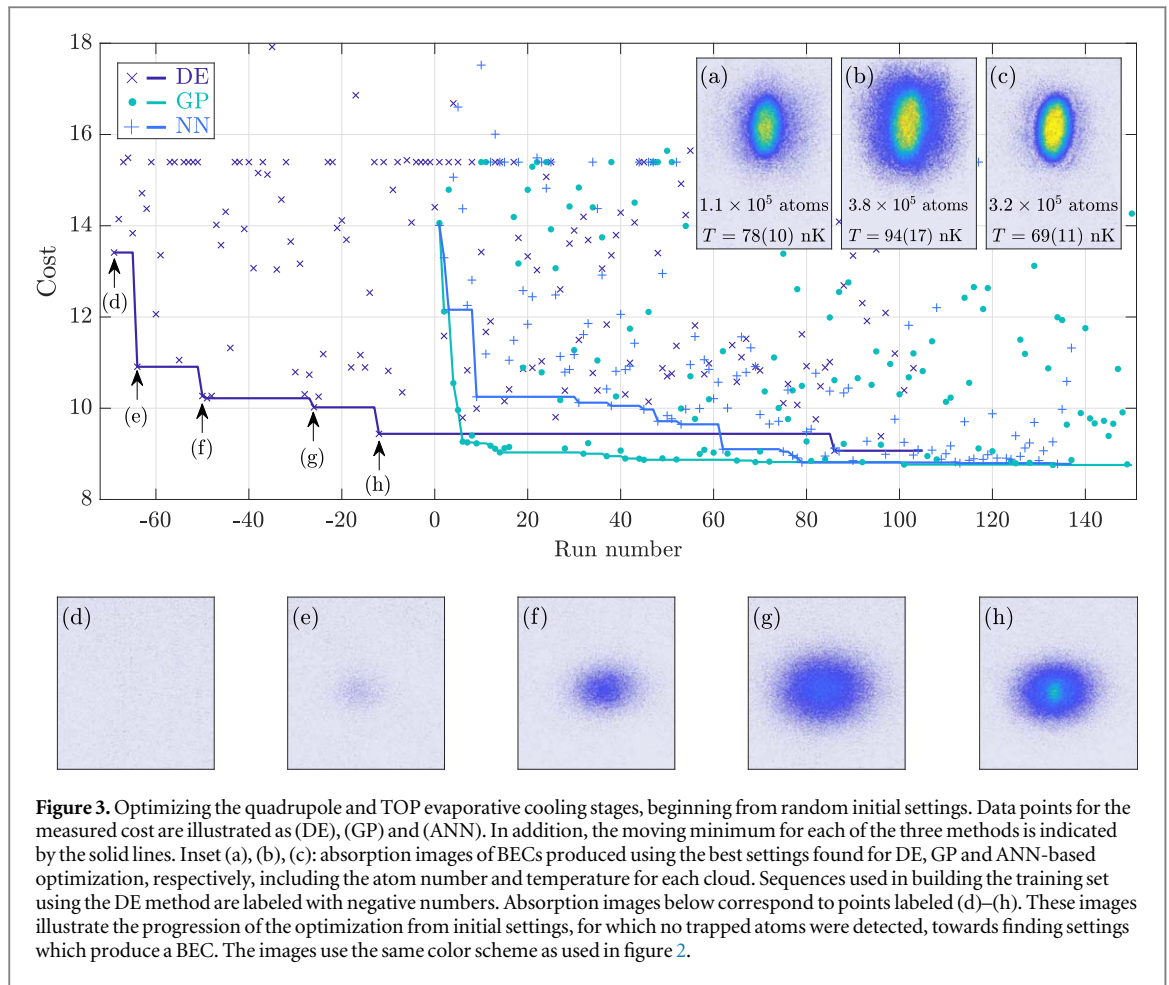 18
16
14
12
10
8
Cost
DE
GP
NN
(a)
1.1 × 10⁵ atoms
T = 78(10) nK
(b)
3.8 × 10⁵ atoms
T = 94(17) nK
(c)
3.2 × 10⁵ atoms
T = 69(11) nK
(d)
(e)
(f)
(g)
(h)
-60 -40 -20 0 20 40 60 80 100 120 140
Run number
(d) (e) (f) (g) (h)
Figure 3. Optimizing the quadrupole and TOP evaporative cooling stages, beginning from random initial settings. Data points for the
measured cost are illustrated as (DE), (GP) and (ANN). In addition, the moving minimum for each of the three methods is indicated
by the solid lines. Inset (a), (b), (c): absorption images of BECs produced using the best settings found for DE, GP and ANN-based
optimization, respectively, including the atom number and temperature for each cloud. Sequences used in building the training set
using the DE method are labeled with negative numbers. Absorption images below correspond to points labeled (d)–(h). These images
illustrate the progression of the optimization from initial settings, for which no trapped atoms were detected, towards finding settings
which produce a BEC. The images use the same color scheme as used in figure 2.